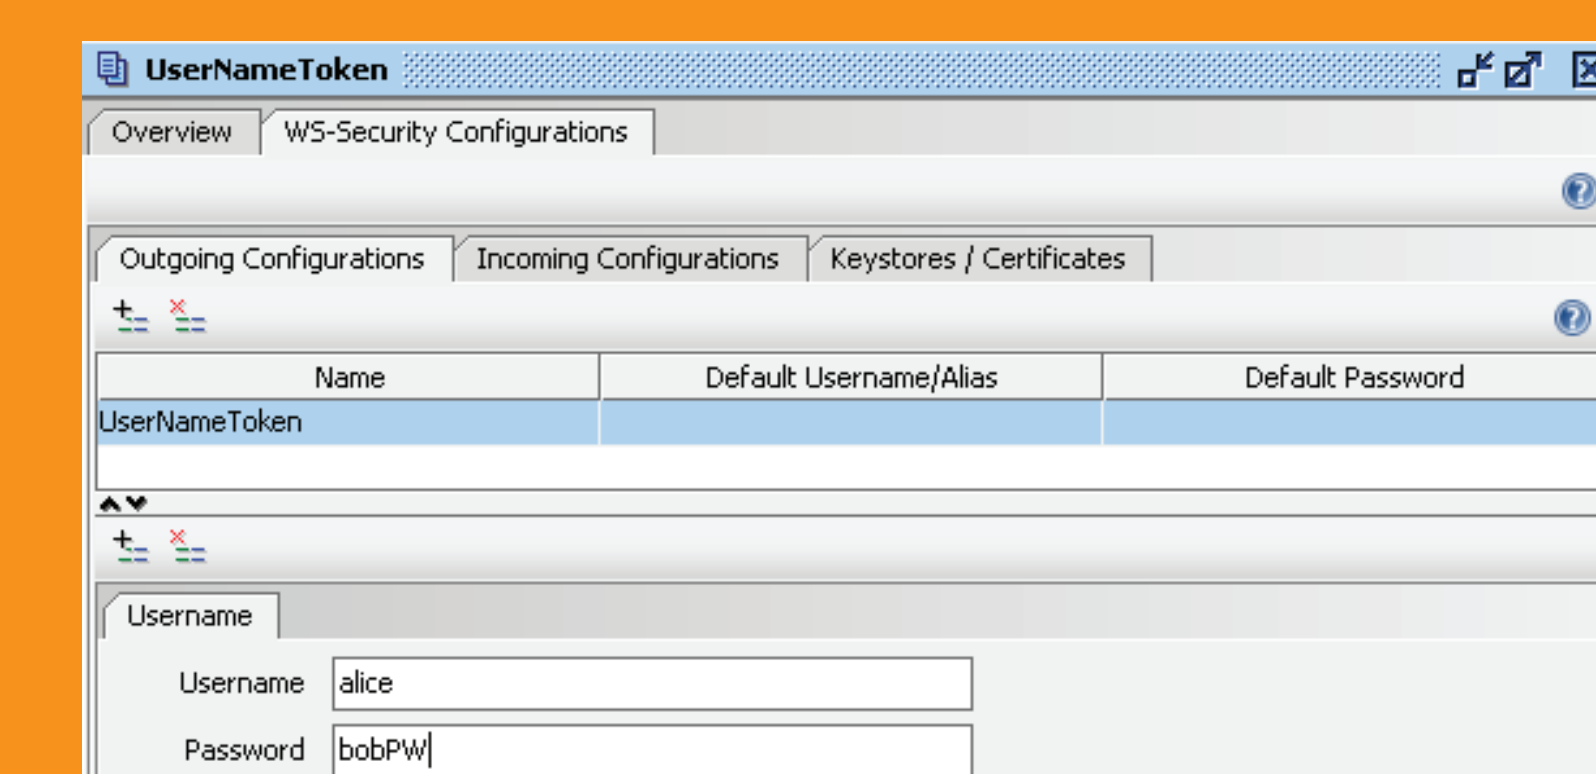 UserNameToken
Overview WS-Security Configurations
Outgoing Configurations Incoming Configurations Keystores / Certificates
Name Default Username/Alias Default Password
UserNameToken
Username
Username alice
Password bobPW